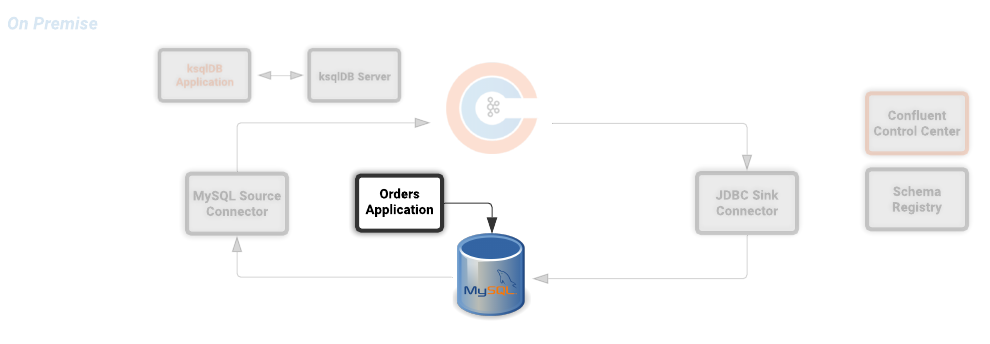 On Premise
ksqlDB
Application
ksqlDB Server
Confluent
Control Center
MySQL Source
Connector
Orders
Application
JDBC Sink
Connector
Schema
Registry
MySQL